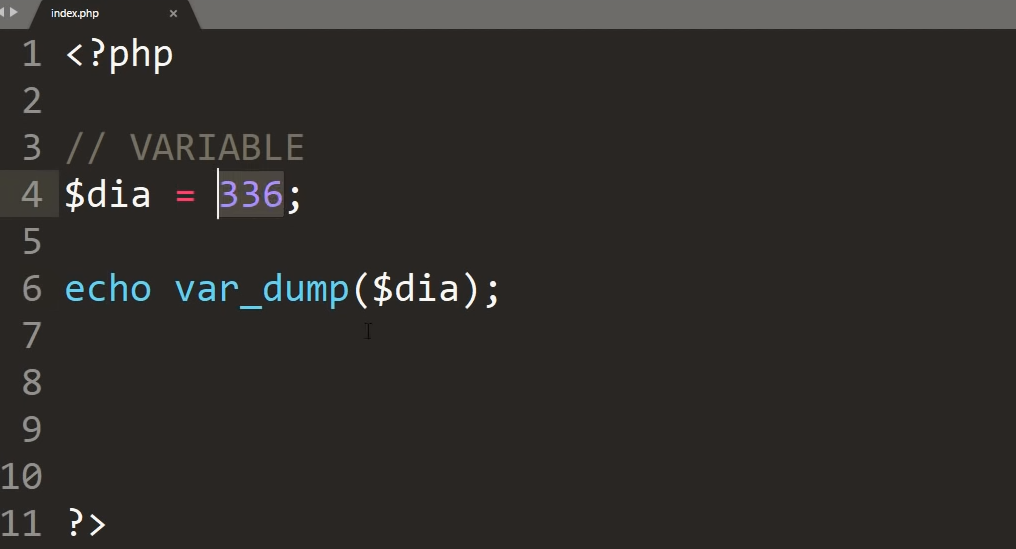 index.php ×
1 <?php
2
3 // VARIABLE
4 $dia = 336;
5
6 echo var_dump($dia);
7
8
9
10
11 ?>